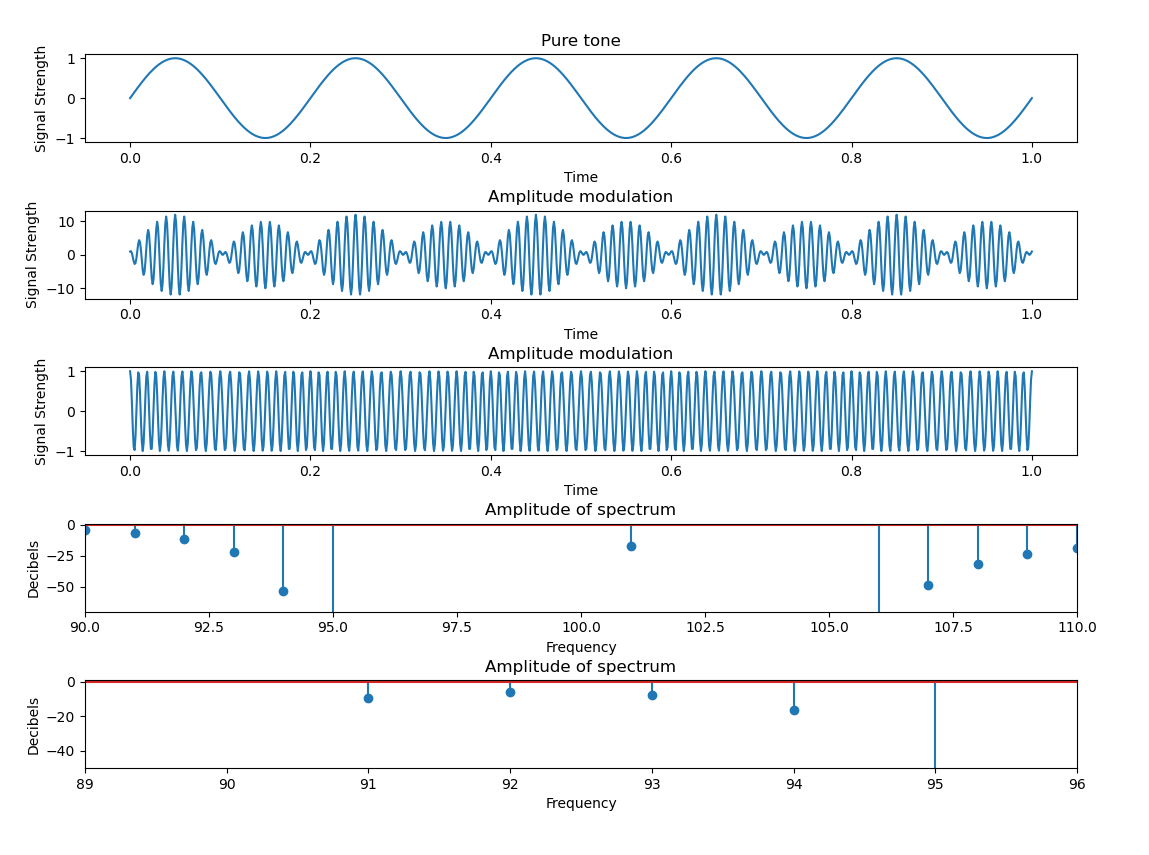 Pure tone
Signal Strength
1
0
−1
0.0 0.2 0.4 0.6 0.8 1.0
Time
Amplitude modulation
Signal Strength
10
0
−10
0.0 0.2 0.4 0.6 0.8 1.0
Time
Amplitude modulation
Signal Strength
1
0
−1
0.0 0.2 0.4 0.6 0.8 1.0
Time
Amplitude of spectrum
Decibels
0
−25
−50
90.0 92.5 95.0 97.5 100.0 102.5 105.0 107.5 110.0
Frequency
Amplitude of spectrum
Decibels
0
−20
−40
89 90 91 92 93 94 95 96
Frequency